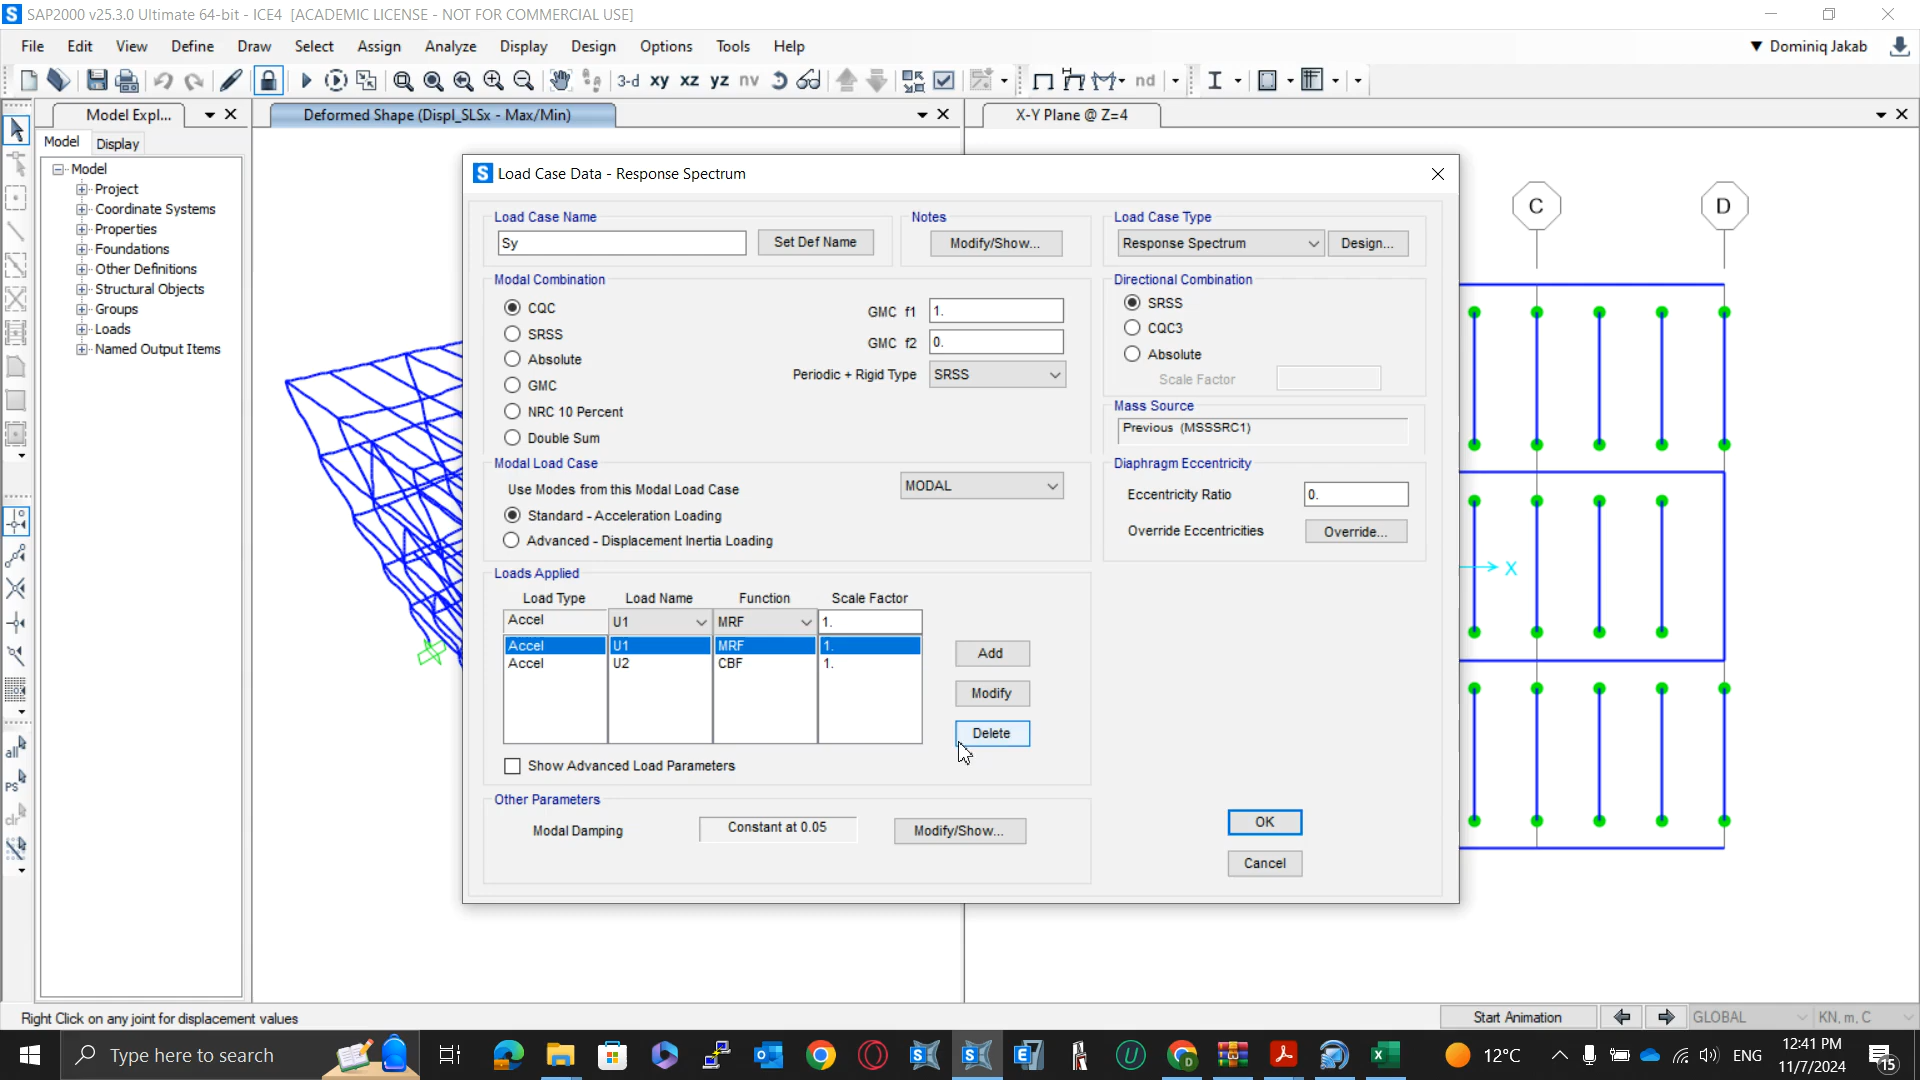 SAP2000 v25.3.0 Ultimate 64-bit - ICE4 [ACADEMIC LICENSE - NOT FOR COMMERCIAL USE]
File Edit View Define Draw Select Assign Analyze Display Design Options Tools Help Dominiq Jakab
3-d xy xz yz nv nd
Model Expl... Deformed Shape (Displ_SLSx - Max/Min) X-Y Plane @ Z=4
Model Display
Model
Project
Coordinate Systems
Properties
Foundations
Other Definitions
Structural Objects
Groups
Loads
Named Output Items
all
PS
clr
Load Case Data - Response Spectrum
Load Case Name
Sy
Set Def Name
Notes
Modify/Show...
Load Case Type
Response Spectrum
Design...
Modal Combination
CQC
SRSS
Absolute
GMC
NRC 10 Percent
Double Sum
GMC f1 1.
GMC f2 0.
Periodic + Rigid Type SRSS
Directional Combination
SRSS
CQC3
Absolute
Scale Factor
Mass Source
Previous (MSSSRC1)
Modal Load Case
Use Modes from this Modal Load Case MODAL
Standard - Acceleration Loading
Advanced - Displacement Inertia Loading
Diaphragm Eccentricity
Eccentricity Ratio 0.
Override Eccentricities Override...
Loads Applied
Load Type Load Name Function Scale Factor
Accel U1 MRF 1.
Accel U1 MRF 1.
Accel U2 CBF 1.
Add
Modify
Delete
Show Advanced Load Parameters
Other Parameters
Modal Damping Constant at 0.05 Modify/Show...
OK
Cancel
C D
X
Right Click on any joint for displacement values
Start Animation GLOBAL KN, m, C
Type here to search
12°C
ENG
12:41 PM
11/7/2024
15